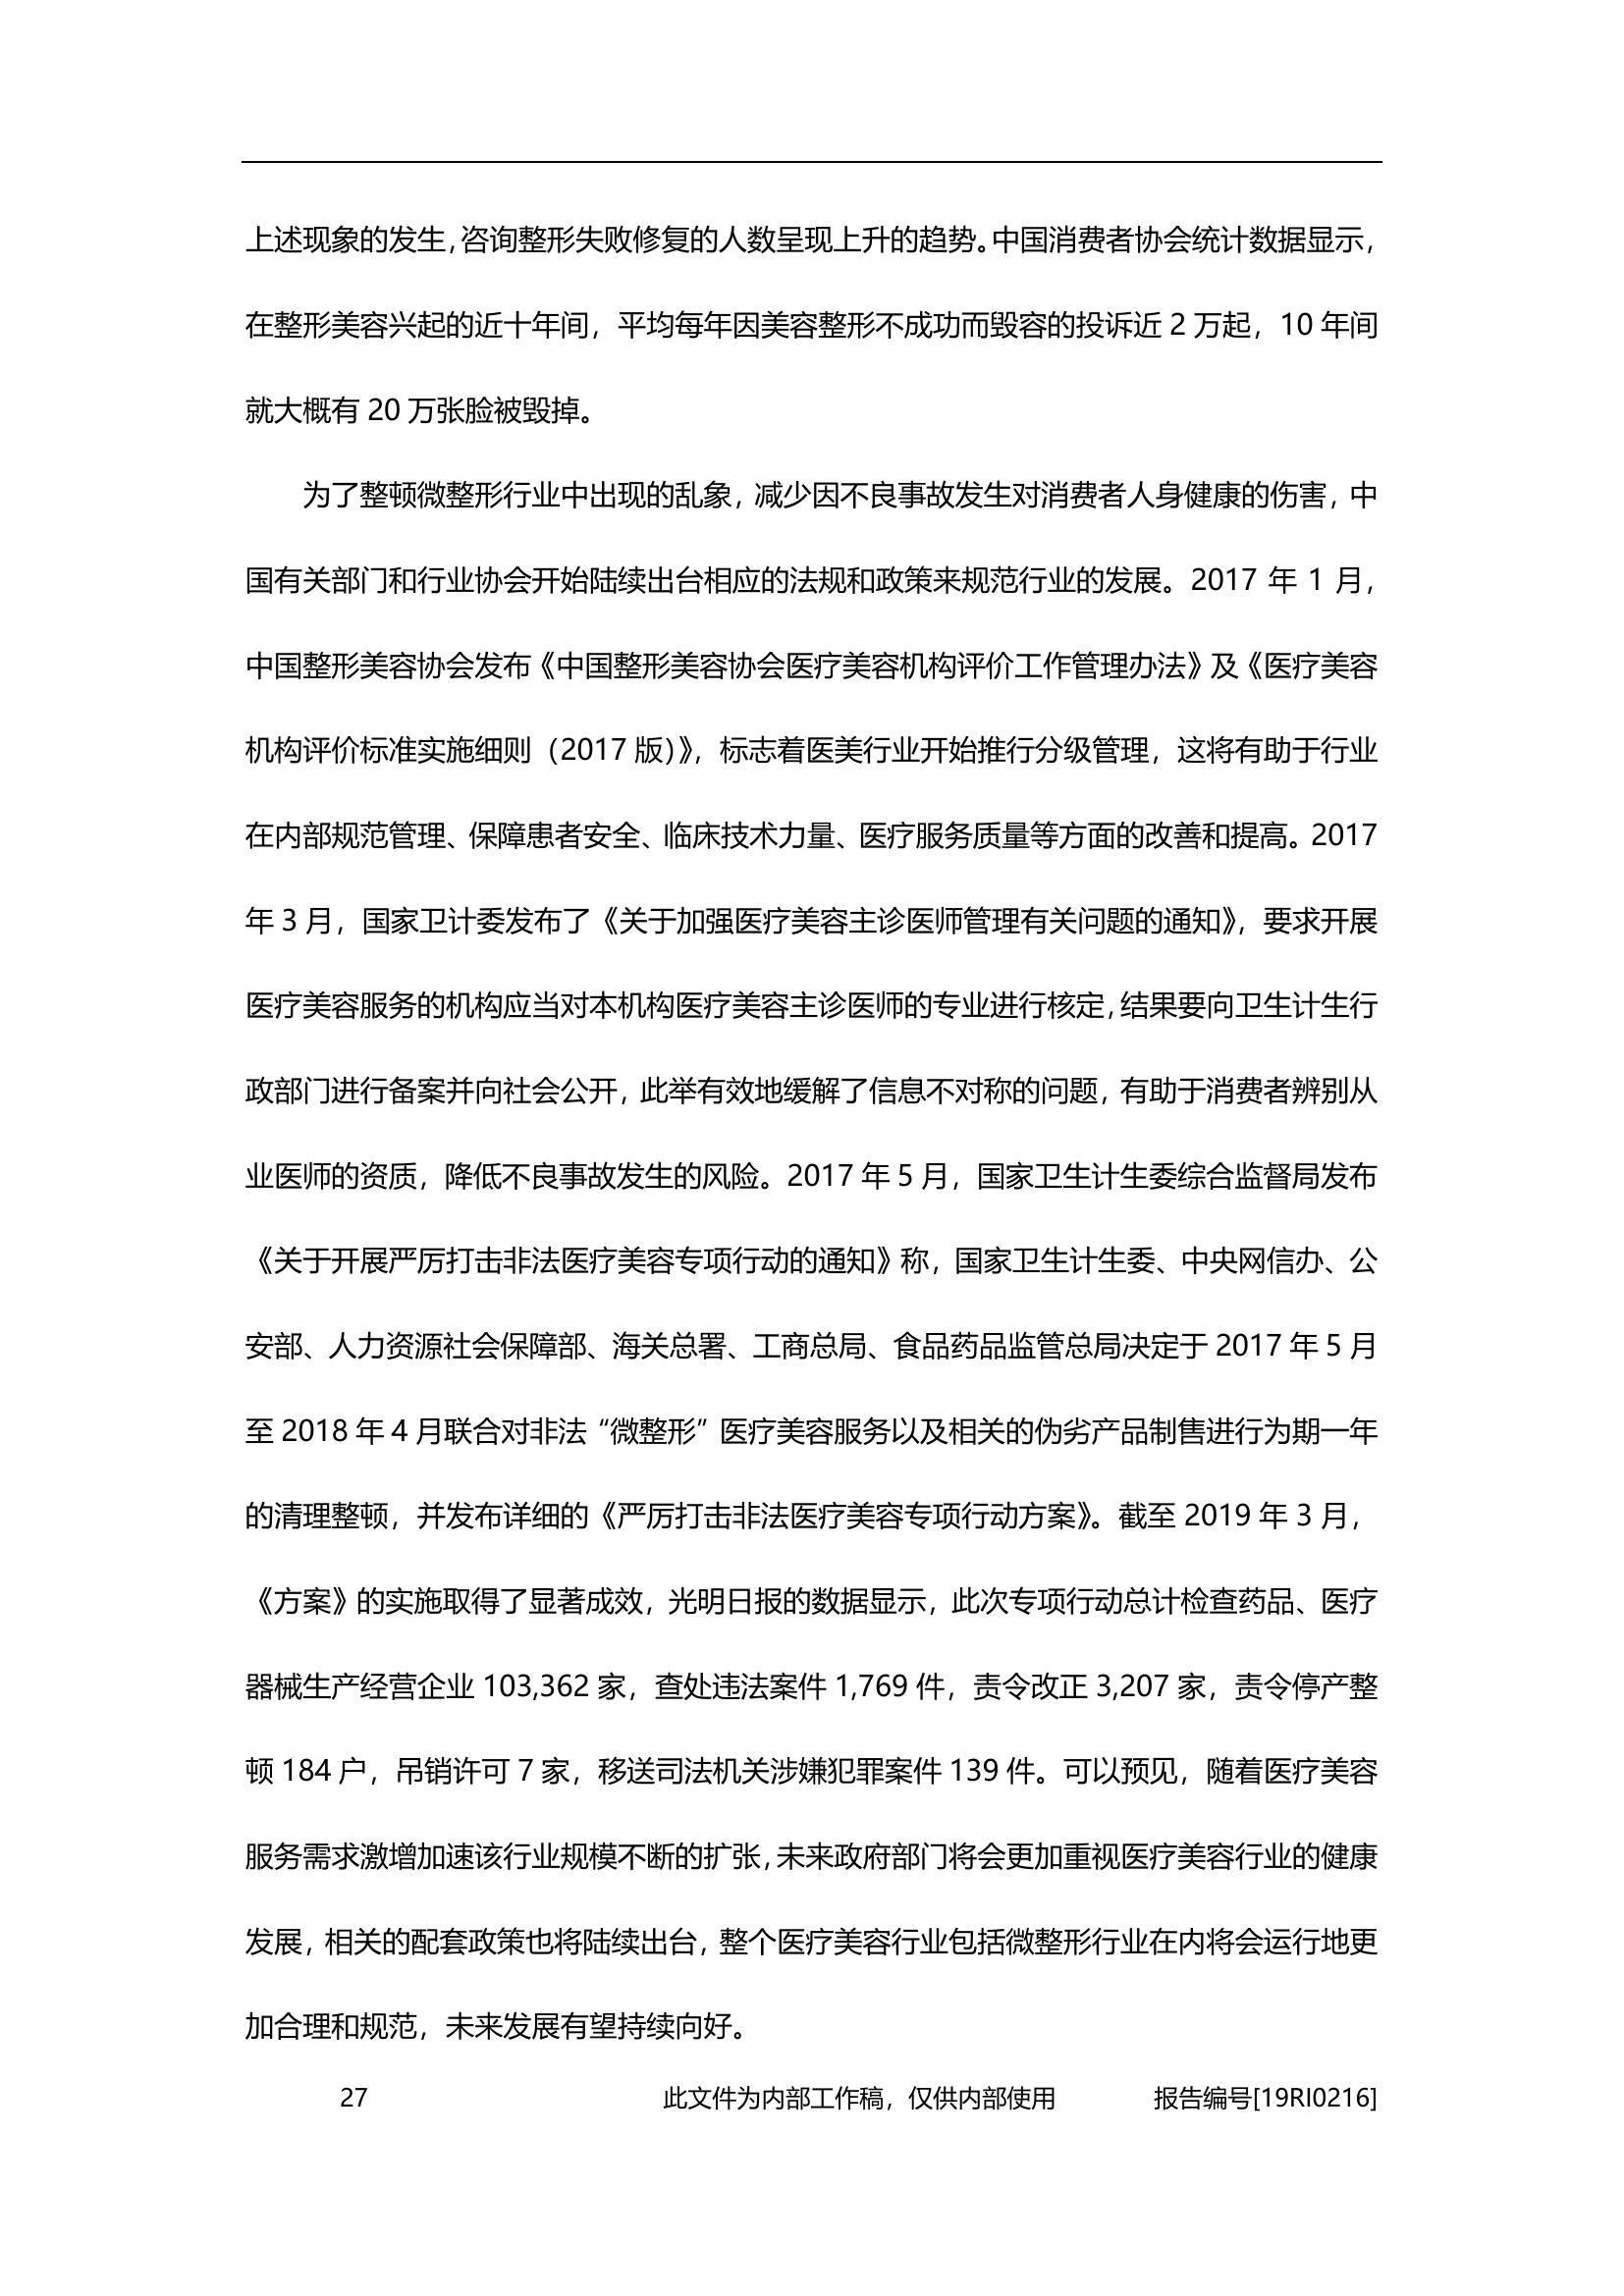 上述现象的发生，咨询整形失败修复的人数呈现上升的趋势。中国消费者协会统计数据显示，
在整形美容兴起的近十年间，平均每年因美容整形不成功而毁容的投诉近 2 万起，10 年间
就大概有 20 万张脸被毁掉。
为了整顿微整形行业中出现的乱象，减少因不良事故发生对消费者人身健康的伤害，中
国有关部门和行业协会开始陆续出台相应的法规和政策来规范行业的发展。2017 年 1 月，
中国整形美容协会发布《中国整形美容协会医疗美容机构评价工作管理办法》及《医疗美容
机构评价标准实施细则（2017 版）》，标志着医美行业开始推行分级管理，这将有助于行业
在内部规范管理、保障患者安全、临床技术力量、医疗服务质量等方面的改善和提高。2017
年 3 月，国家卫计委发布了《关于加强医疗美容主诊医师管理有关问题的通知》，要求开展
医疗美容服务的机构应当对本机构医疗美容主诊医师的专业进行核定，结果要向卫生计生行
政部门进行备案并向社会公开，此举有效地缓解了信息不对称的问题，有助于消费者辨别从
业医师的资质，降低不良事故发生的风险。2017 年 5 月，国家卫生计生委综合监督局发布
《关于开展严厉打击非法医疗美容专项行动的通知》称，国家卫生计生委、中央网信办、公
安部、人力资源社会保障部、海关总署、工商总局、食品药品监管总局决定于 2017 年 5 月
至 2018 年 4 月联合对非法“微整形”医疗美容服务以及相关的伪劣产品制售进行为期一年
的清理整顿，并发布详细的《严厉打击非法医疗美容专项行动方案》。截至 2019 年 3 月，
《方案》的实施取得了显著成效，光明日报的数据显示，此次专项行动总计检查药品、医疗
器械生产经营企业 103,362 家，查处违法案件 1,769 件，责令改正 3,207 家，责令停产整
顿 184 户，吊销许可 7 家，移送司法机关涉嫌犯罪案件 139 件。可以预见，随着医疗美容
服务需求激增加速该行业规模不断的扩张，未来政府部门将会更加重视医疗美容行业的健康
发展，相关的配套政策也将陆续出台，整个医疗美容行业包括微整形行业在内将会运行地更
加合理和规范，未来发展有望持续向好。
27 此文件为内部工作稿，仅供内部使用 报告编号[19RI0216]